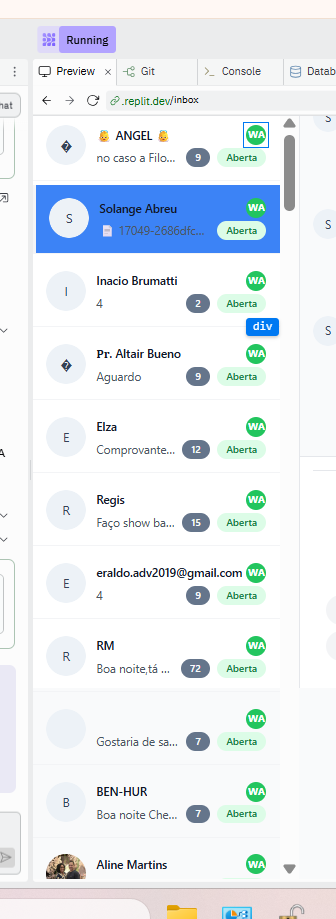 Running
Preview
Git
Console
Datab
hat
.replit.dev/inbox
ANGEL
WA
no caso a Filo...
9
Aberta
S
S
Solange Abreu
WA
17049-2686dfc...
Aberta
S
I
Inacio Brumatti
WA
4
2
Aberta
div
S
Pr. Altair Bueno
WA
Aguardo
9
Aberta
E
Elza
WA
Comprovante...
12
Aberta
A
R
Regis
WA
Faço show ba...
15
Aberta
E
eraldo.adv2019@gmail.com
WA
4
9
Aberta
R
RM
WA
Boa noite,tá ...
72
Aberta
WA
Gostaria de sa...
7
Aberta
B
BEN-HUR
WA
Boa noite Che...
7
Aberta
Aline Martins
WA